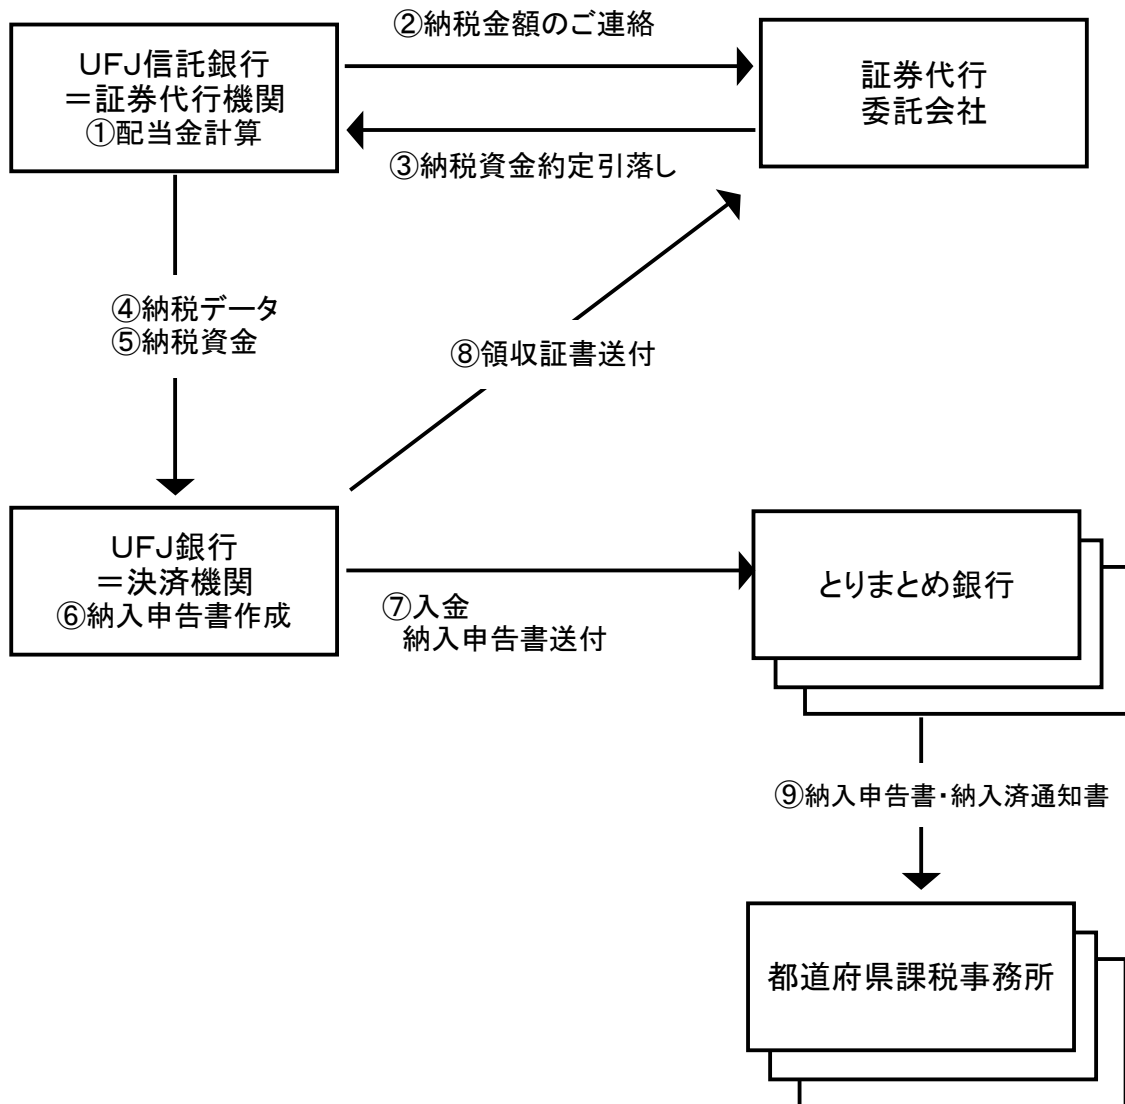 ②納税金額のご連絡
UFJ信託銀行
＝証券代行機関
①配当金計算
証券代行
委託会社
③納税資金約定引落し
④納税データ
⑤納税資金
⑧領収証書送付
UFJ銀行
＝決済機関
⑥納入申告書作成
⑦入金
納入申告書送付
とりまとめ銀行
⑨納入申告書・納入済通知書
都道府県課税事務所